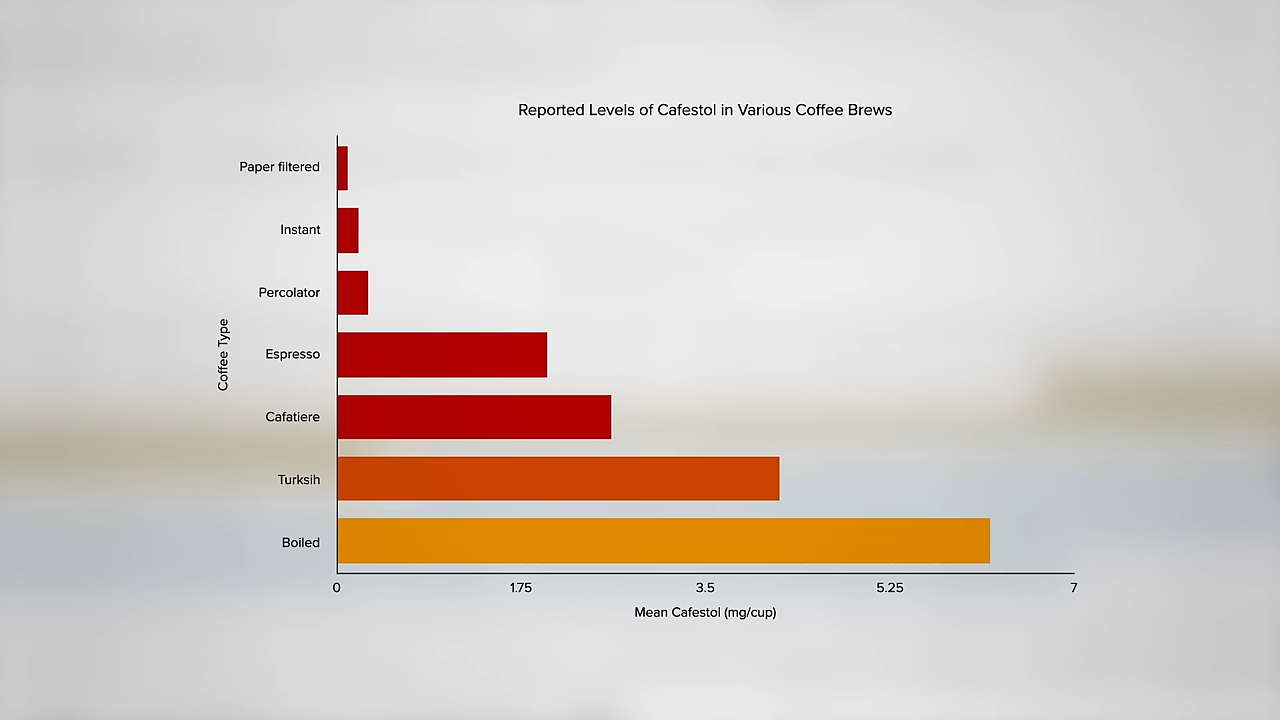 Reported Levels of Cafestol in Various Coffee Brews
Paper filtered
Instant
Percolator
Espresso
Cafatiere
Turksih
Boiled
Coffee Type
0 1.75 3.5 5.25 7
Mean Cafestol (mg/cup)